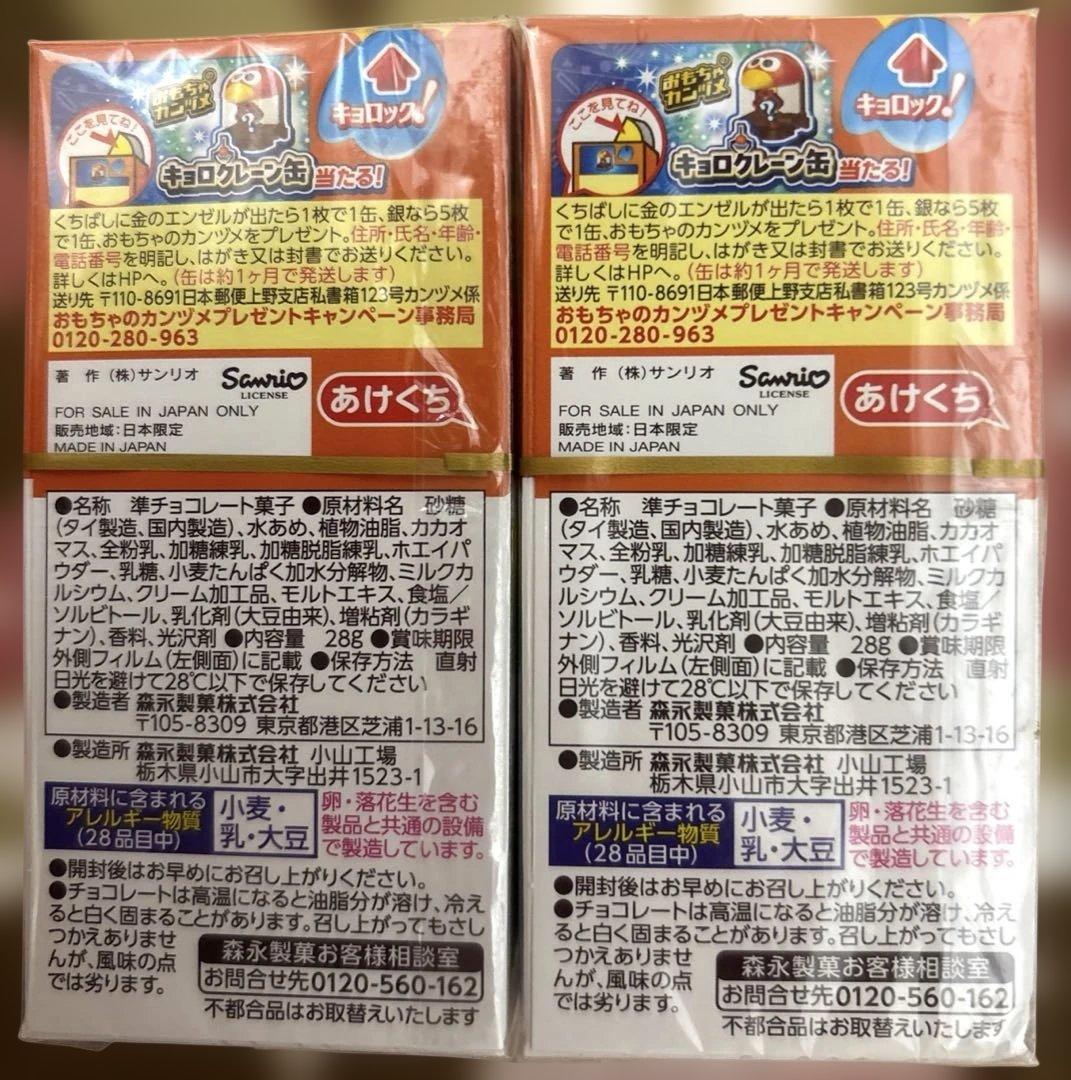 おもちゃ
カンヅメ
ここを見てね!
?
キョロック!
キョロクレーン缶 当たる!
くちばしに金のエンゼルが出たら1枚で1缶、銀なら5枚
で1缶、おもちゃのカンヅメをプレゼント。住所・氏名・年齢・
電話番号を明記し、はがき又は封書でお送りください。
詳しくはHPへ。(缶は約1ヶ月で発送します)
送り先 〒110-8691日本郵便上野支店私書箱123号カンヅメ係
おもちゃのカンヅメプレゼントキャンペーン事務局
0120-280-963
著 作 (株)サンリオ
Sanrio
LICENSE
FOR SALE IN JAPAN ONLY
販売地域:日本限定
MADE IN JAPAN
あけくち
●名称 準チョコレート菓子 ●原材料名 砂糖
(タイ製造、国内製造)、水あめ、植物油脂、カカオ
マス、全粉乳、加糖練乳、加糖脱脂練乳、ホエイパ
ウダー、乳糖、小麦たんぱく加水分解物、ミルクカ
ルシウム、クリーム加工品、モルトエキス、食塩/
ソルビトール、乳化剤(大豆由来)、増粘剤(カラギ
ナン)、香料、光沢剤 ●内容量 28g ●賞味期限
外側フィルム(左側面)に記載 ●保存方法 直射
日光を避けて28℃以下で保存してください
●製造者 森永製菓株式会社
〒105-8309 東京都港区芝浦1-13-16
●製造所 森永製菓株式会社 小山工場
栃木県小山市大字出井1523-1
原材料に含まれる
アレルギー物質
(28品目中)
小麦・
乳・大豆
卵・落花生を含む
製品と共通の設備
で製造しています。
●開封後はお早めにお召し上がりください。
●チョコレートは高温になると油脂分が溶け、冷え
ると白く固まることがあります。召し上がってもさし
つかえありませ
んが、風味の点
では劣ります。
森永製菓お客様相談室
お問合せ先0120-560-162
不都合品はお取替えいたします
おもちゃ
カンヅメ
ここを見てね!
?
キョロック!
キョロクレーン缶 当たる!
くちばしに金のエンゼルが出たら1枚で1缶、銀なら5枚
で1缶、おもちゃのカンヅメをプレゼント。住所・氏名・年齢・
電話番号を明記し、はがき又は封書でお送りください。
詳しくはHPへ。(缶は約1ヶ月で発送します)
送り先 〒110-8691日本郵便上野支店私書箱123号カンヅメ係
おもちゃのカンヅメプレゼントキャンペーン事務局
0120-280-963
著 作 (株)サンリオ
Sanrio
LICENSE
FOR SALE IN JAPAN ONLY
販売地域:日本限定
MADE IN JAPAN
あけくち
●名称 準チョコレート菓子 ●原材料名 砂糖
(タイ製造、国内製造)、水あめ、植物油脂、カカオ
マス、全粉乳、加糖練乳、加糖脱脂練乳、ホエイパ
ウダー、乳糖、小麦たんぱく加水分解物、ミルクカ
ルシウム、クリーム加工品、モルトエキス、食塩/
ソルビトール、乳化剤(大豆由来)、増粘剤(カラギ
ナン)、香料、光沢剤 ●内容量 28g ●賞味期限
外側フィルム(左側面)に記載 ●保存方法 直射
日光を避けて28℃以下で保存してください
●製造者 森永製菓株式会社
〒105-8309 東京都港区芝浦1-13-16
●製造所 森永製菓株式会社 小山工場
栃木県小山市大字出井1523-1
原材料に含まれる
アレルギー物質
(28品目中)
小麦・
乳・大豆
卵・落花生を含む
製品と共通の設備
で製造しています。
●開封後はお早めにお召し上がりください。
●チョコレートは高温になると油脂分が溶け、冷え
ると白く固まることがあります。召し上がってもさし
つかえありませ
んが、風味の点
では劣ります。
森永製菓お客様相談室
お問合せ先0120-560-162
不都合品はお取替えいたします